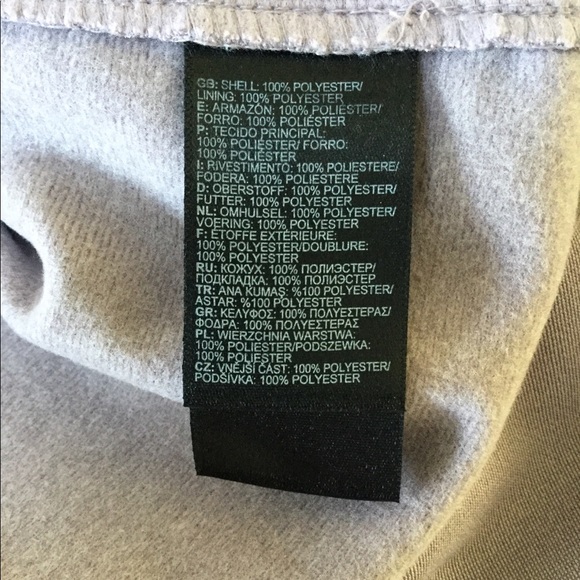 GB: SHELL: 100% POLYESTER/
LINING: 100% POLYESTER
E: ARMAZÓN: 100% POLIÉSTER/
FORRO: 100% POLIÉSTER
P: TECIDO PRINCIPAL:
100% POLIÉSTER/ FORRO:
100% POLIÉSTER
I: RIVESTIMENTO: 100% POLIESTERE/
FODERA: 100% POLIESTERE
D: OBERSTOFF: 100% POLYESTER/
FUTTER: 100% POLYESTER
NL: OMHULSEL: 100% POLYESTER/
VOERING: 100% POLYESTER
F: ÉTOFFE EXTÉRIEURE:
100% POLYESTER/DOUBLURE:
100% POLYESTER
RU: КОЖУХ: 100% ПОЛИЭСТЕР/
ПОДКЛАДКА: 100% ПОЛИЭСТЕР
TR: ANA KUMAŞ: %100 POLYESTER/
ASTAR: %100 POLYESTER
GR: ΚΕΛΥΦΟΣ: 100% ΠΟΛΥΕΣΤΕΡΑΣ/
ΦΟΔΡΑ: 100% ΠΟΛΥΕΣΤΕΡΑΣ
PL: WIERZCHNIA WARSTWA:
100% POLIESTER/PODSZEWKA:
100% POLIESTER
CZ: VNĚJŠÍ ČÁST: 100% POLYESTER/
PODŠÍVKA: 100% POLYESTER